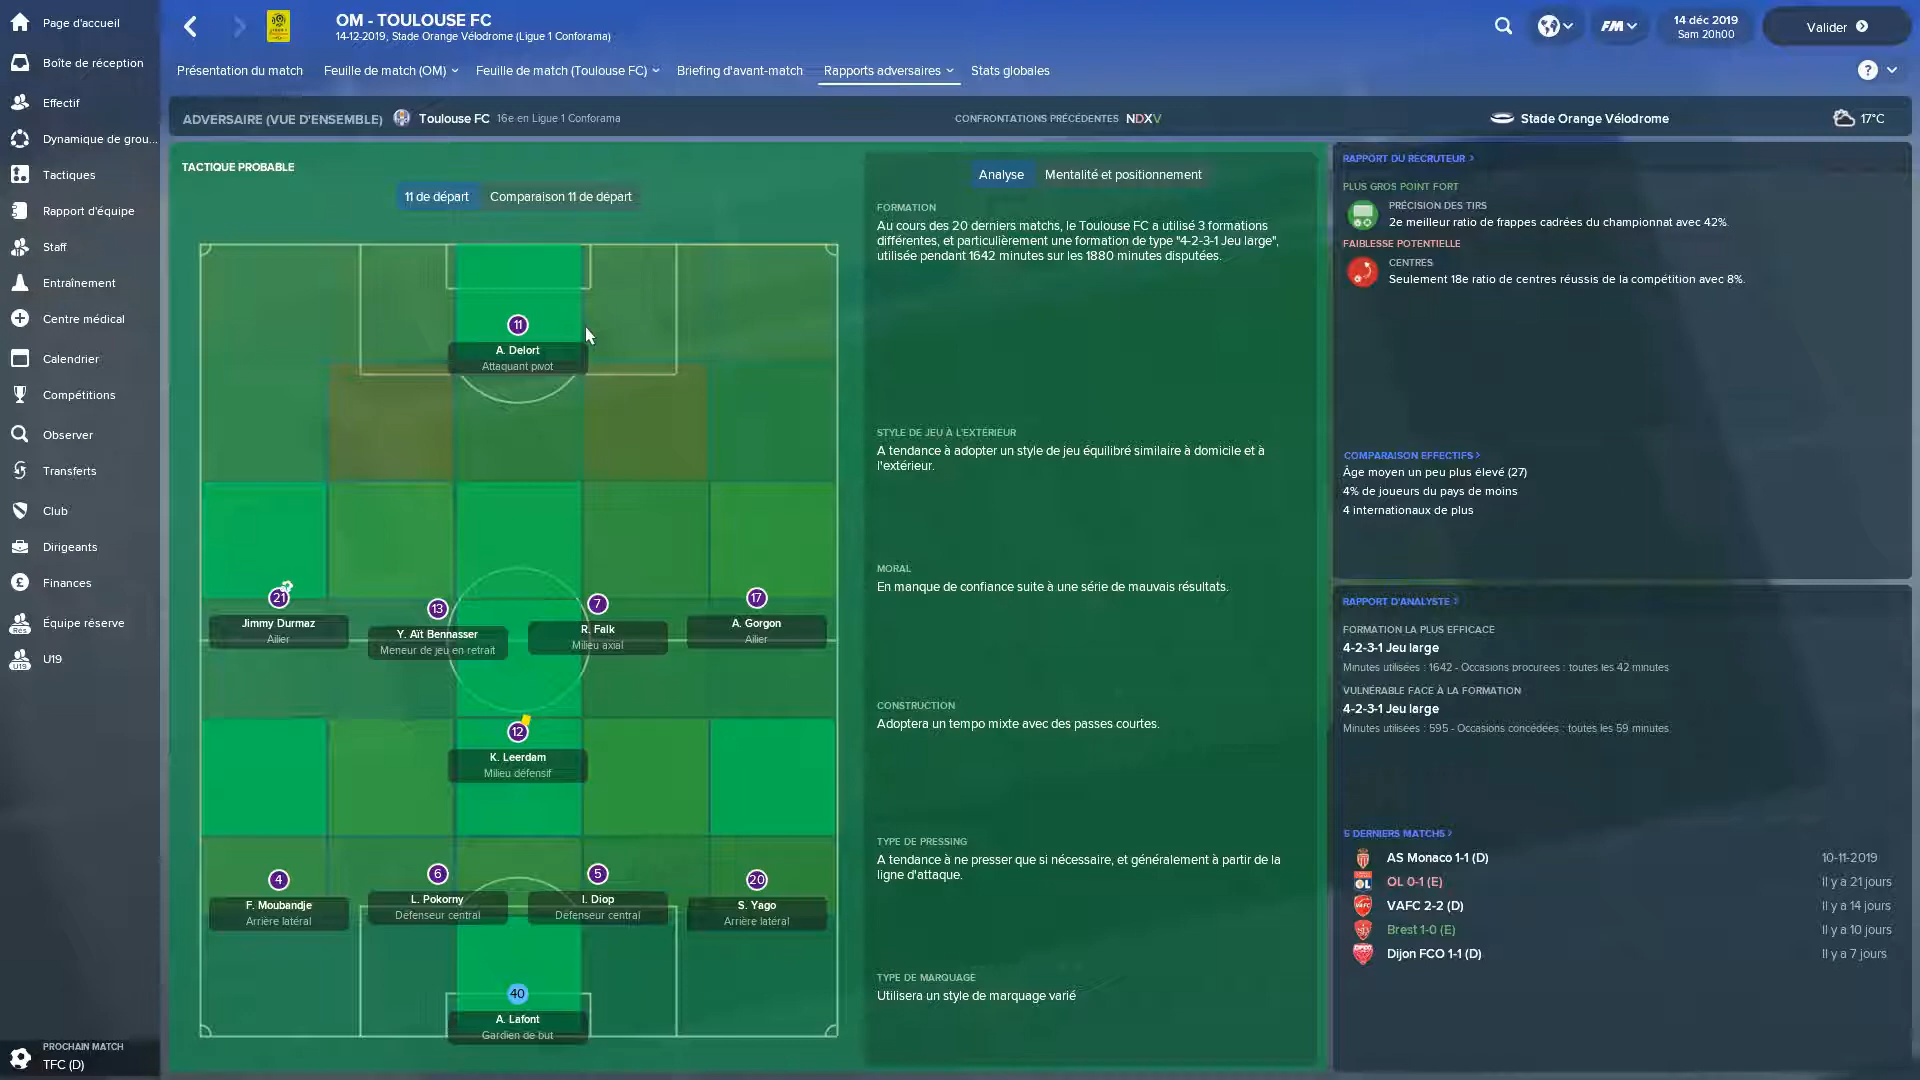 Page d'accueil
Boîte de réception
Effectif
Dynamique de grou...
Tactiques
Rapport d'équipe
Staff
Entraînement
Centre médical
Calendrier
Compétitions
Observer
Transferts
Club
Dirigeants
Finances
Rés
Équipe réserve
U19
U19
PROCHAIN MATCH
TFC (D)
OM - TOULOUSE FC
14-12-2019, Stade Orange Vélodrome (Ligue 1 Conforama)
FM
14 déc 2019
Sam 20h00
Valider
Présentation du match
Feuille de match (OM)
Feuille de match (Toulouse FC)
Briefing d'avant-match
Rapports adversaires
Stats globales
?
ADVERSAIRE (VUE D'ENSEMBLE)
Toulouse FC
16e en Ligue 1 Conforama
CONFRONTATIONS PRÉCÉDENTES NDXV
Stade Orange Vélodrome
17°C
TACTIQUE PROBABLE
11 de départ
Comparaison 11 de départ
11
A. Delort
Attaquant pivot
21
Jimmy Durmaz
Ailier
13
Y. Aït Bennasser
Meneur de jeu en retrait
7
R. Falk
Milieu axial
17
A. Gorgon
Ailier
12
K. Leerdam
Milieu défensif
4
F. Moubandje
Arrière latéral
6
L. Pokorny
Défenseur central
5
I. Diop
Défenseur central
20
S. Yago
Arrière latéral
40
A. Lafont
Gardien de but
Analyse
Mentalité et positionnement
FORMATION
Au cours des 20 derniers matchs, le Toulouse FC a utilisé 3 formations
différentes, et particulièrement une formation de type "4-2-3-1 Jeu large",
utilisée pendant 1642 minutes sur les 1880 minutes disputées.
STYLE DE JEU À L'EXTÉRIEUR
A tendance à adopter un style de jeu équilibré similaire à domicile et à
l'extérieur.
MORAL
En manque de confiance suite à une série de mauvais résultats.
CONSTRUCTION
Adoptera un tempo mixte avec des passes courtes.
TYPE DE PRESSING
A tendance à ne presser que si nécessaire, et généralement à partir de la
ligne d'attaque.
TYPE DE MARQUAGE
Utilisera un style de marquage varié
RAPPORT DU RECRUTEUR >
PLUS GROS POINT FORT
PRÉCISION DES TIRS
2e meilleur ratio de frappes cadrées du championnat avec 42%.
FAIBLESSE POTENTIELLE
CENTRES
Seulement 18e ratio de centres réussis de la compétition avec 8%.
COMPARAISON EFFECTIFS >
Âge moyen un peu plus élevé (27)
4% de joueurs du pays de moins
4 internationaux de plus
RAPPORT D'ANALYSTE >
FORMATION LA PLUS EFFICACE
4-2-3-1 Jeu large
Minutes utilisées : 1642 - Occasions procurées : toutes les 42 minutes
VULNÉRABLE FACE À LA FORMATION
4-2-3-1 Jeu large
Minutes utilisées : 595 - Occasions concédées : toutes les 59 minutes
5 DERNIERS MATCHS >
AS Monaco 1-1 (D)
10-11-2019
OL 0-1 (E)
Il y a 21 jours
VAFC 2-2 (D)
Il y a 14 jours
Brest 1-0 (E)
Il y a 10 jours
Dijon FCO 1-1 (D)
Il y a 7 jours